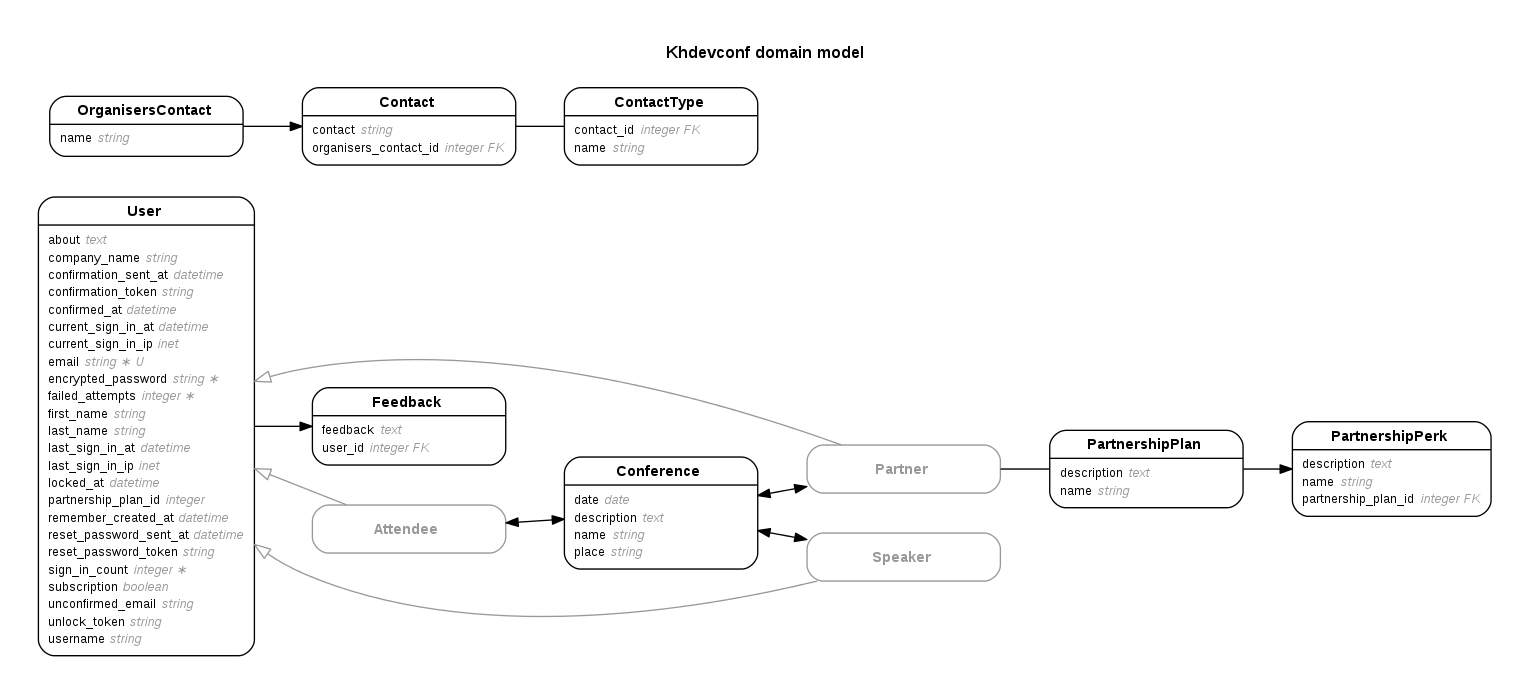 Khdevconf domain model
OrganisersContact
name string
Contact
contact string
organisers_contact_id integer FK
ContactType
contact_id integer FK
name string
User
about text
company_name string
confirmation_sent_at datetime
confirmation_token string
confirmed_at datetime
current_sign_in_at datetime
current_sign_in_ip inet
email string ∗ U
encrypted_password string ∗
failed_attempts integer ∗
first_name string
last_name string
last_sign_in_at datetime
last_sign_in_ip inet
locked_at datetime
partnership_plan_id integer
remember_created_at datetime
reset_password_sent_at datetime
reset_password_token string
sign_in_count integer ∗
subscription boolean
unconfirmed_email string
unlock_token string
username string
Feedback
feedback text
user_id integer FK
Attendee
Conference
date date
description text
name string
place string
Partner
Speaker
PartnershipPlan
description text
name string
PartnershipPerk
description text
name string
partnership_plan_id integer FK